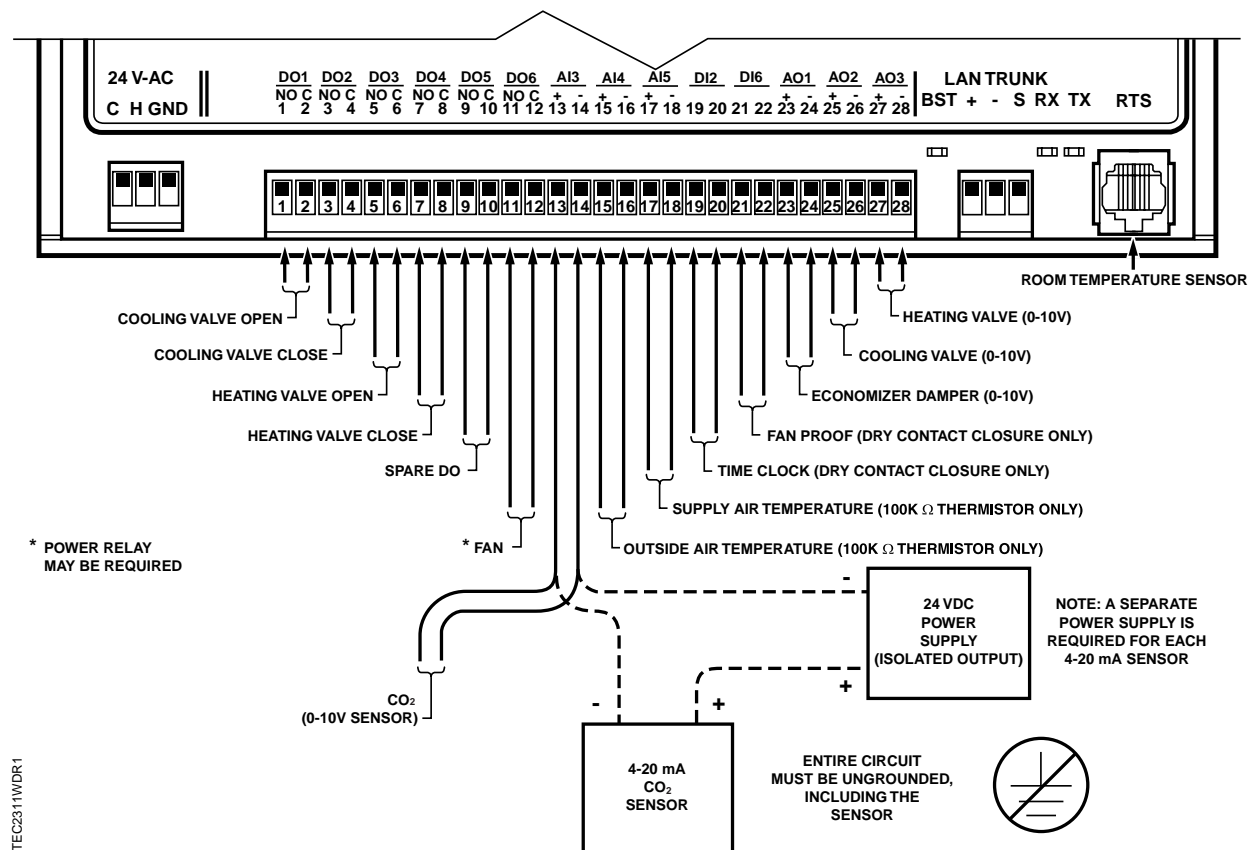 24 V-AC
C H GND
DO1 DO2 DO3 DO4 DO5 DO6 AI3 AI4 AI5 DI2 DI6 AO1 AO2 AO3
NO C NO C NO C NO C NO C NO C + - + - + - + - + - + -
1 2 3 4 5 6 7 8 9 10 11 12 13 14 15 16 17 18 19 20 21 22 23 24 25 26 27 28
LAN TRUNK
BST + - S RX TX RTS
1 2 3 4 5 6 7 8 9 10 11 12 13 14 15 16 17 18 19 20 21 22 23 24 25 26 27 28
ROOM TEMPERATURE SENSOR
COOLING VALVE OPEN
HEATING VALVE (0-10V)
COOLING VALVE CLOSE
COOLING VALVE (0-10V)
HEATING VALVE OPEN
ECONOMIZER DAMPER (0-10V)
HEATING VALVE CLOSE
FAN PROOF (DRY CONTACT CLOSURE ONLY)
SPARE DO
TIME CLOCK (DRY CONTACT CLOSURE ONLY)
SUPPLY AIR TEMPERATURE (100K Ω THERMISTOR ONLY)
* POWER RELAY
MAY BE REQUIRED
* FAN
OUTSIDE AIR TEMPERATURE (100K Ω THERMISTOR ONLY)
-
24 VDC
POWER
SUPPLY
(ISOLATED OUTPUT)
NOTE: A SEPARATE
POWER SUPPLY IS
REQUIRED FOR EACH
4-20 mA SENSOR
+
CO₂
(0-10V SENSOR)
- +
4-20 mA
CO₂
SENSOR
ENTIRE CIRCUIT
MUST BE UNGROUNDED,
INCLUDING THE
SENSOR
TEC2311WDR1